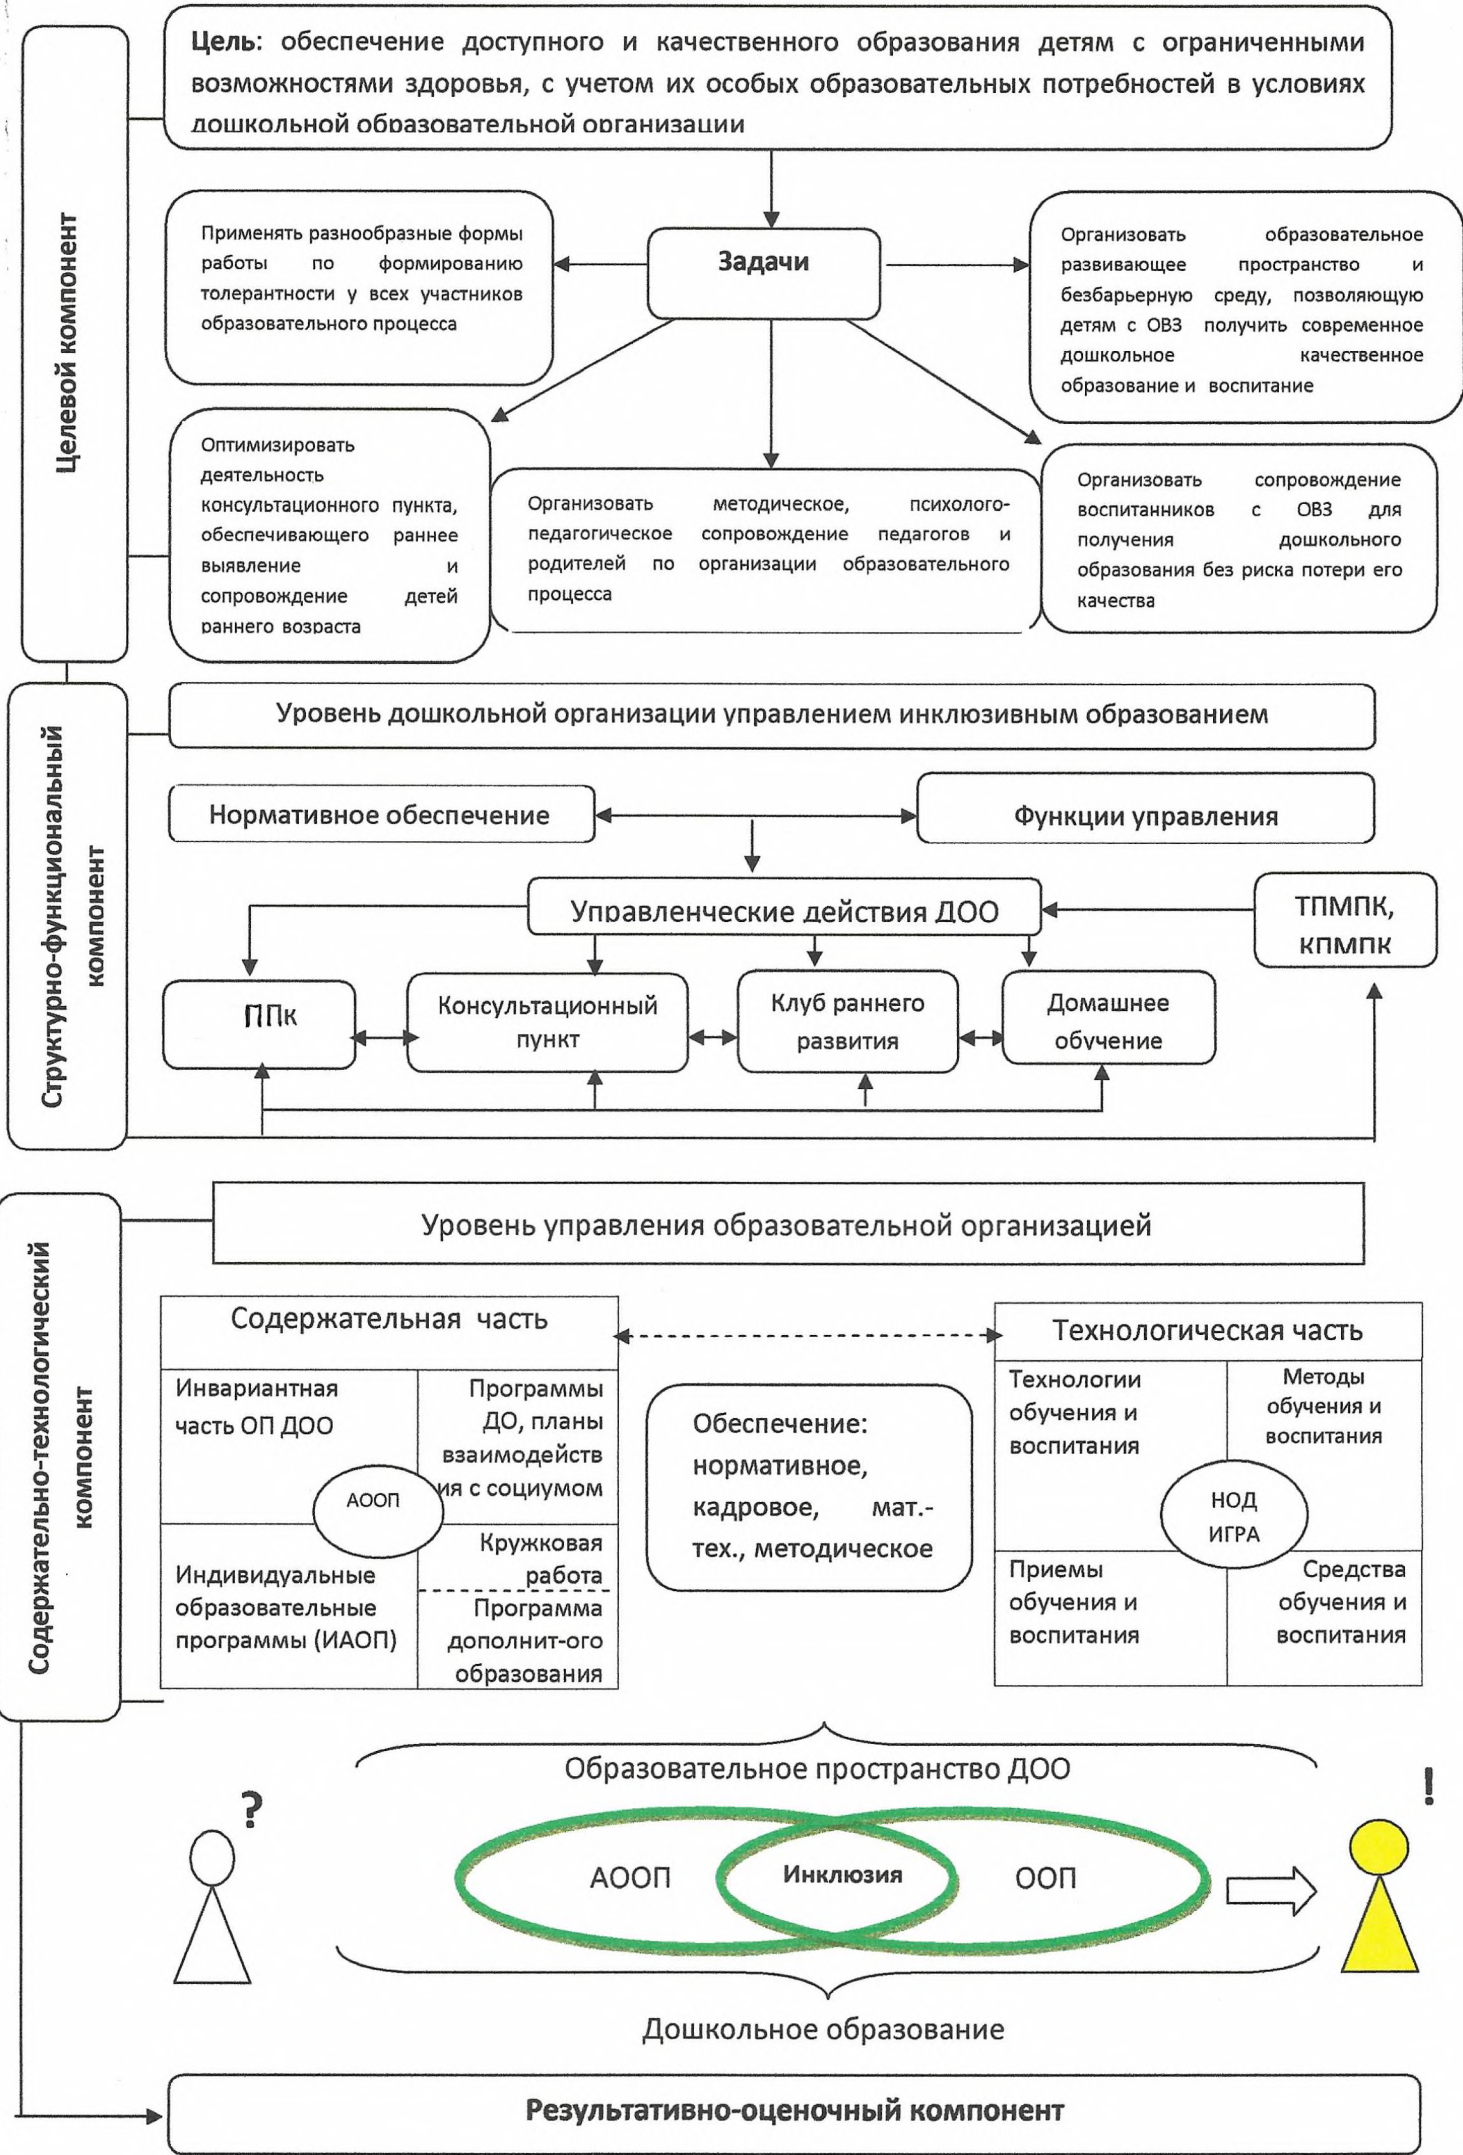 Цель: обеспечение доступного и качественного образования детям с ограниченными
возможностями здоровья, с учетом их особых образовательных потребностей в условиях
дошкольной образовательной организации
Целевой компонент
Задачи
Применять разнообразные формы
работы по формированию
толерантности у всех участников
образовательного процесса
Организовать образовательное
развивающее пространство и
безбарьерную среду, позволяющую
детям с ОВЗ получить современное
дошкольное качественное
образование и воспитание
Оптимизировать
деятельность
консультационного пункта,
обеспечивающего раннее
выявление и
сопровождение детей
раннего возраста
Организовать методическое, психолого-
педагогическое сопровождение педагогов и
родителей по организации образовательного
процесса
Организовать сопровождение
воспитанников с ОВЗ для
получения дошкольного
образования без риска потери его
качества
Структурно-функциональный
компонент
Уровень дошкольной организации управлением инклюзивным образованием
Нормативное обеспечение
Функции управления
Управленческие действия ДОО
ТПМПК,
КПМПК
ППк
Консультационный
пункт
Клуб раннего
развития
Домашнее
обучение
Содержательно-технологический
компонент
Уровень управления образовательной организацией
Содержательная часть
Инвариантная
часть ОП ДОО
Программы
ДО, планы
взаимодейств
ия с социумом
АООП
Индивидуальные
образовательные
программы (ИАОП)
Кружковая
работа
Программа
дополнит-ого
образования
Обеспечение:
нормативное,
кадровое, мат.-
тех., методическое
Технологическая часть
Технологии
обучения и
воспитания
Методы
обучения и
воспитания
НОД
ИГРА
Приемы
обучения и
воспитания
Средства
обучения и
воспитания
Образовательное пространство ДОО
?
!
АООП
Инклюзия
ООП
Дошкольное образование
Результативно-оценочный компонент